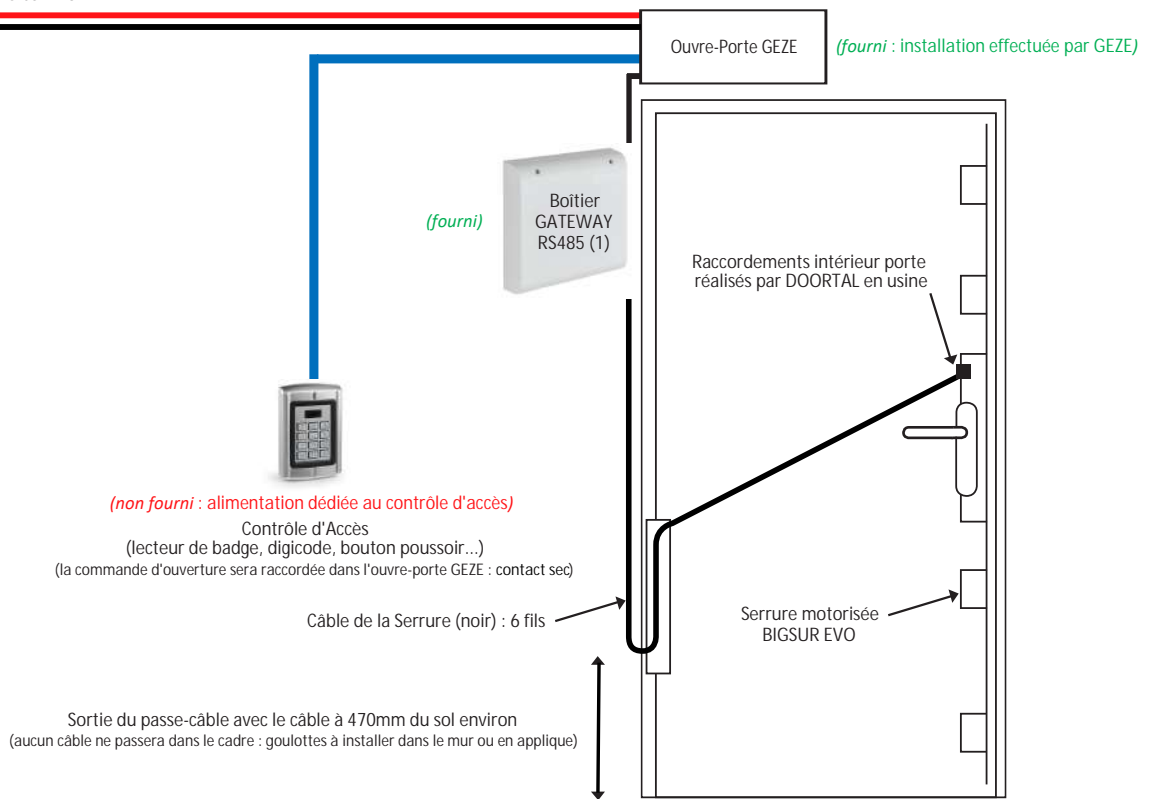 Ouvre-Porte GEZE
(fourni : installation effectuée par GEZE)
Boîtier
GATEWAY
RS485 (1)
(fourni)
Raccordements intérieur porte
réalisés par DOORTAL en usine
(non fourni : alimentation dédiée au contrôle d'accès)
Contrôle d'Accès
(lecteur de badge, digicode, bouton poussoir...)
(la commande d'ouverture sera raccordée dans l'ouvre-porte GEZE : contact sec)
Câble de la Serrure (noir) : 6 fils
Serrure motorisée
BIGSUR EVO
Sortie du passe-câble avec le câble à 470mm du sol environ
(aucun câble ne passera dans le cadre : goulottes à installer dans le mur ou en applique)